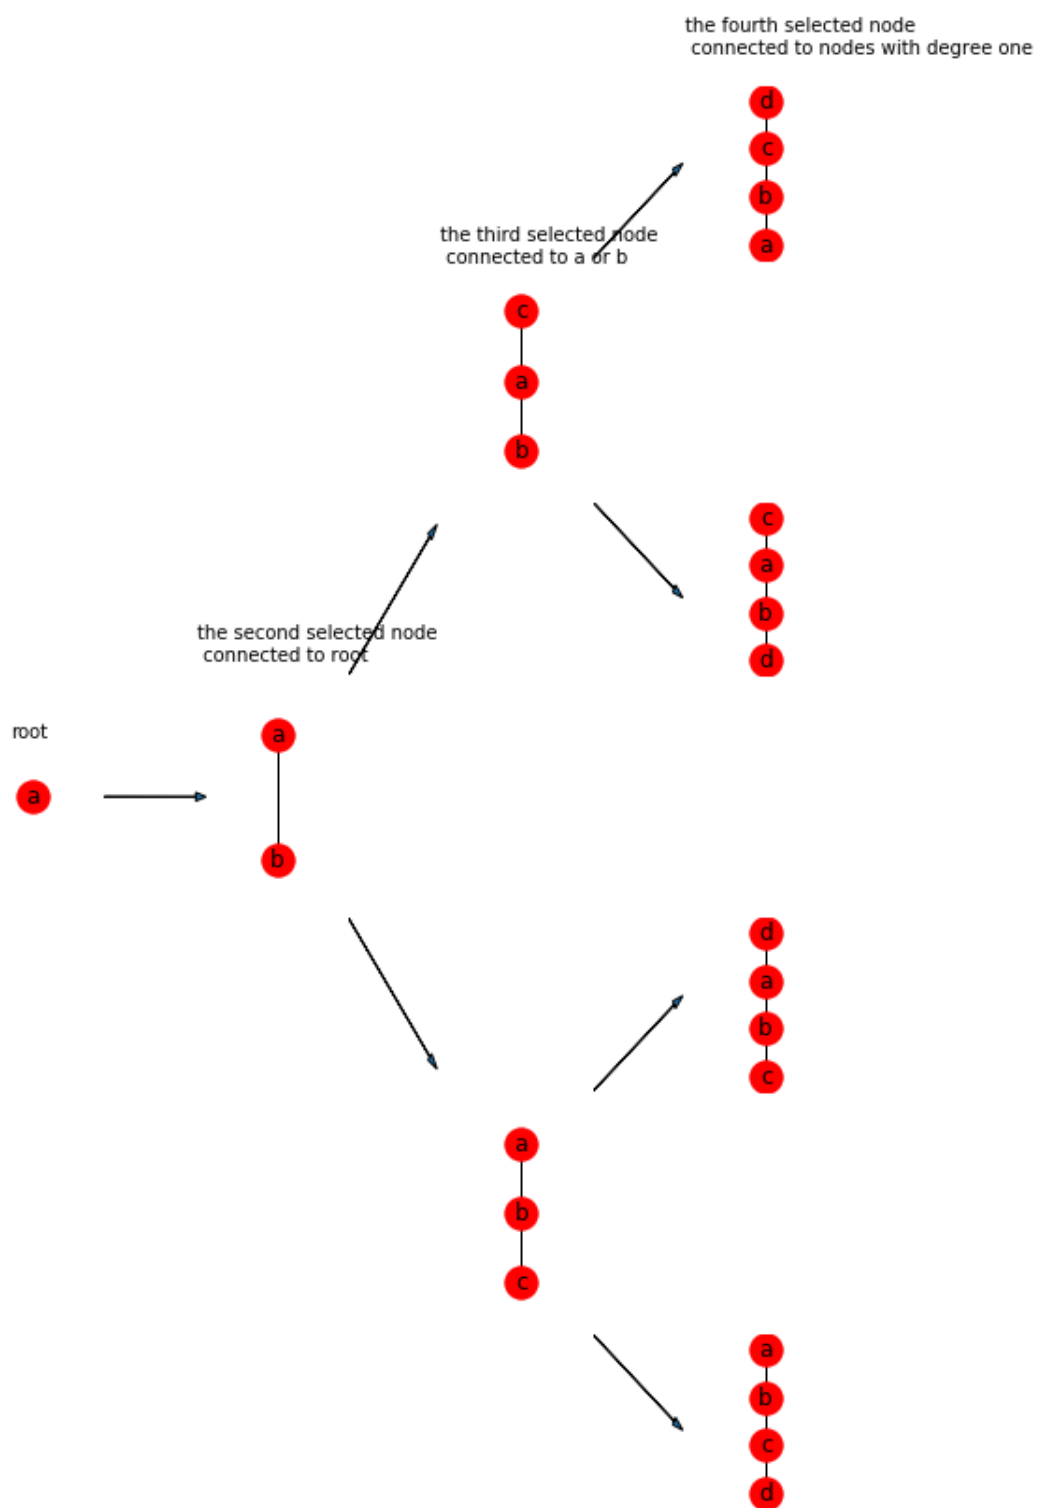 the fourth selected node
connected to nodes with degree one
d
c
b
a
the third selected node
connected to a or b
c
a
b
c
a
b
d
the second selected node
connected to root
root
a
a
b
d
a
b
c
a
b
c
a
b
c
d